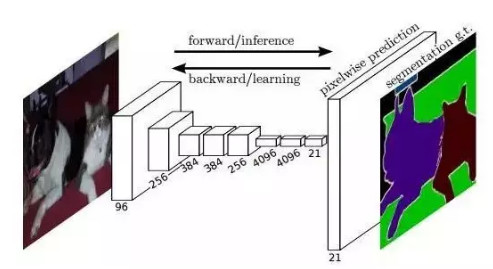 forward/inference
backward/learning
pixelwise prediction
segmentation g.t.
96
256
384
384
256
4096
4096
21
21